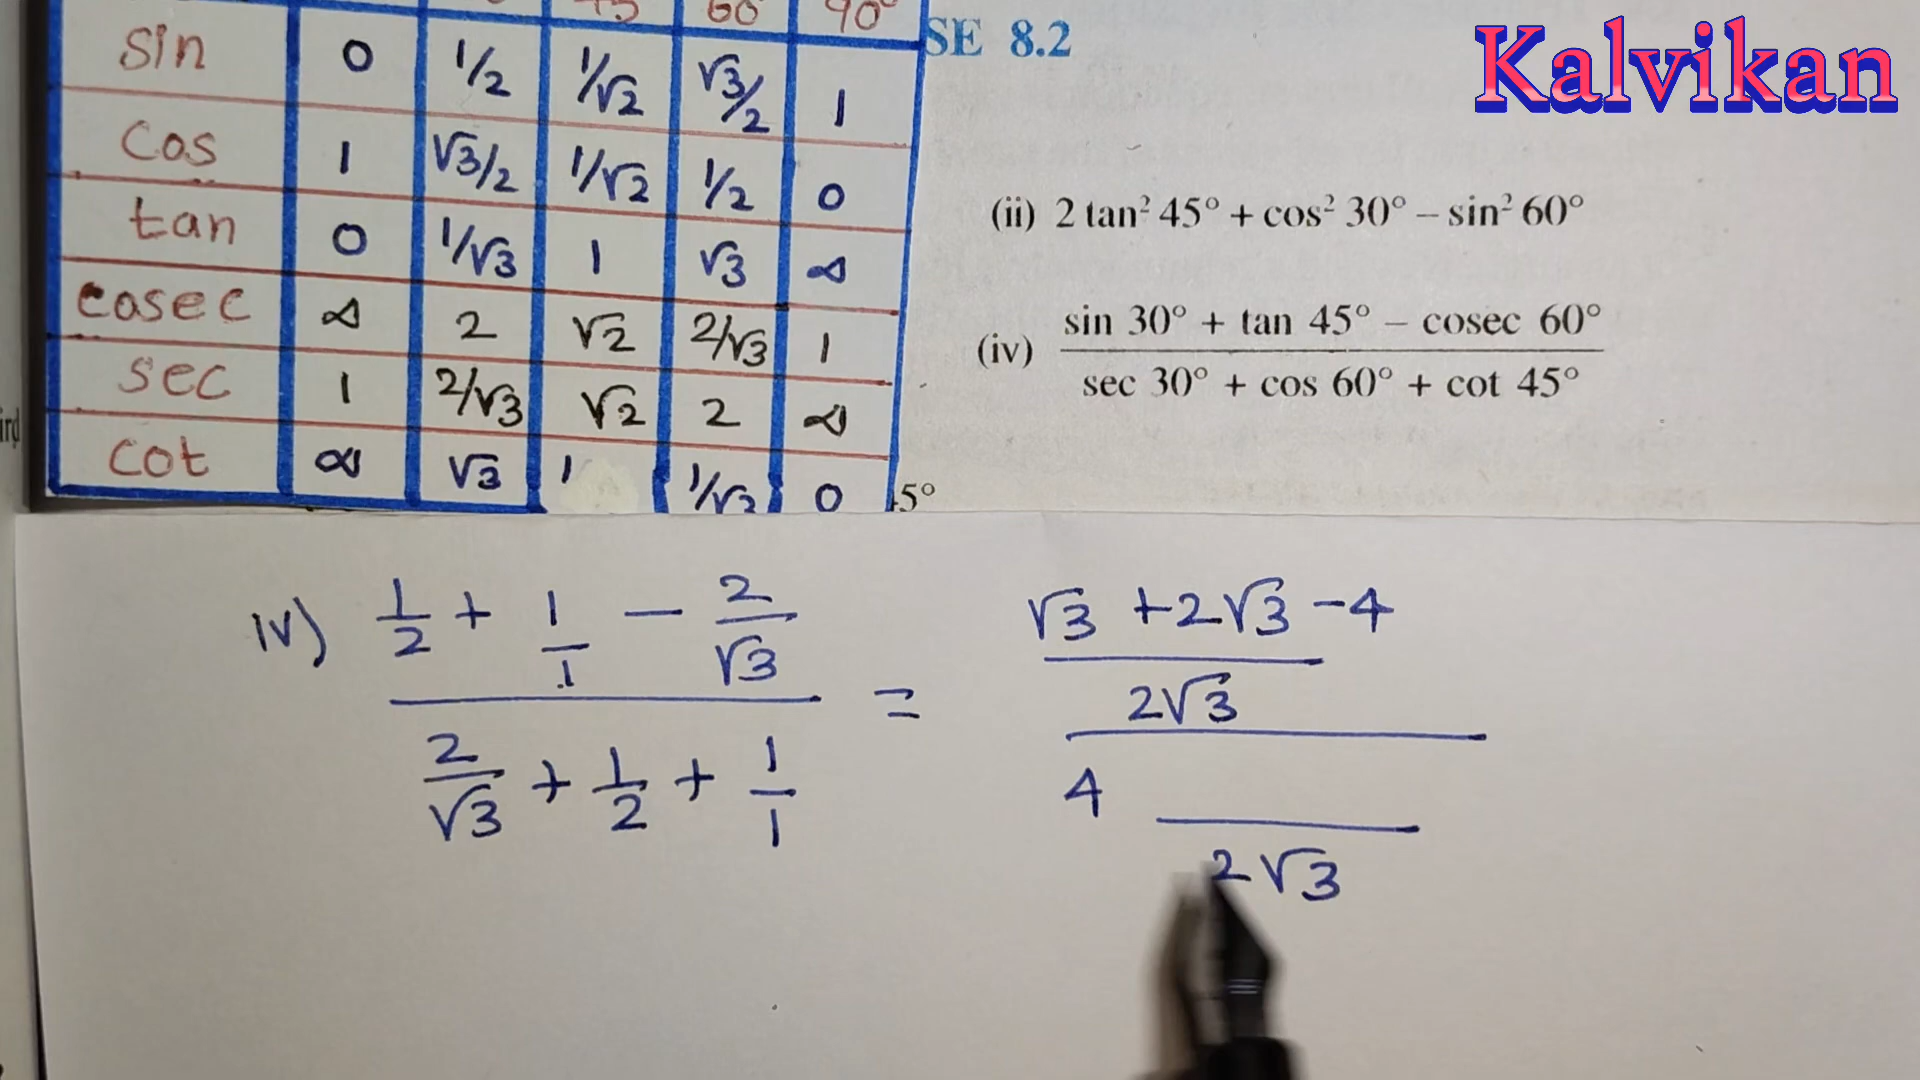 45 60° 90°
SE 8.2
Kalvikan
sin 0 1/2 1/√2 √3/2 1
cos 1 √3/2 1/√2 1/2 0
tan 0 1/√3 1 √3 ∞
cosec ∞ 2 √2 2/√3 1
sec 1 2/√3 √2 2 ∞
cot ∞ √3 1 1/√3 0
(ii) 2 tan² 45° + cos² 30° – sin² 60°
(iv) sin 30° + tan 45° – cosec 60°
sec 30° + cos 60° + cot 45°
5°
iv) 1/2 + 1/1 − 2/√3
2/√3 + 1/2 + 1/1
=
√3 + 2√3 − 4
2√3
4
2√3